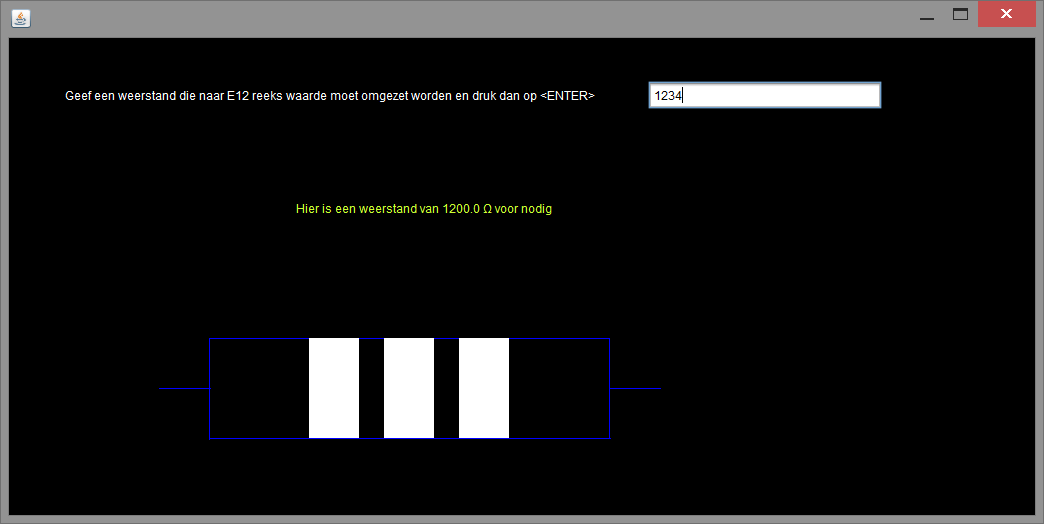 Geef een weerstand die naar E12 reeks waarde moet omgezet worden en druk dan op <ENTER> 1234
Hier is een weerstand van 1200.0 Ω voor nodig